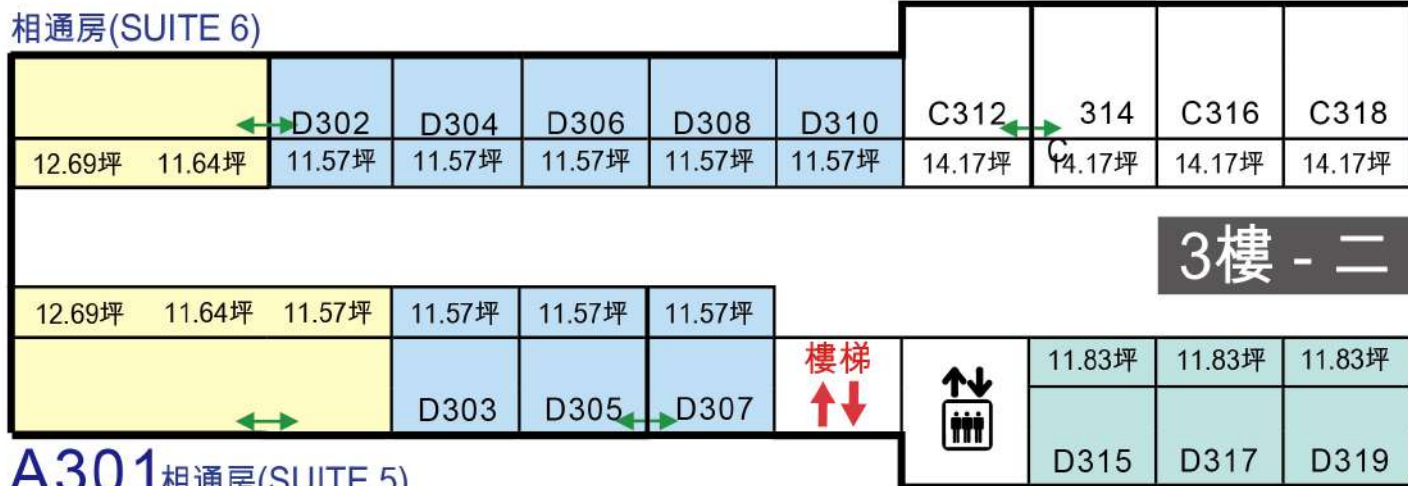 相通房(SUITE 6)
D302 D304 D306 D308 D310 C312 314 C316 C318
C
12.69坪 11.64坪 11.57坪 11.57坪 11.57坪 11.57坪 11.57坪 14.17坪 14.17坪 14.17坪 14.17坪
3樓 - 二
12.69坪 11.64坪 11.57坪 11.57坪 11.57坪 11.57坪
樓梯 11.83坪 11.83坪 11.83坪
D303 D305 D307
D315 D317 D319
A301相通房(SUITE 5)